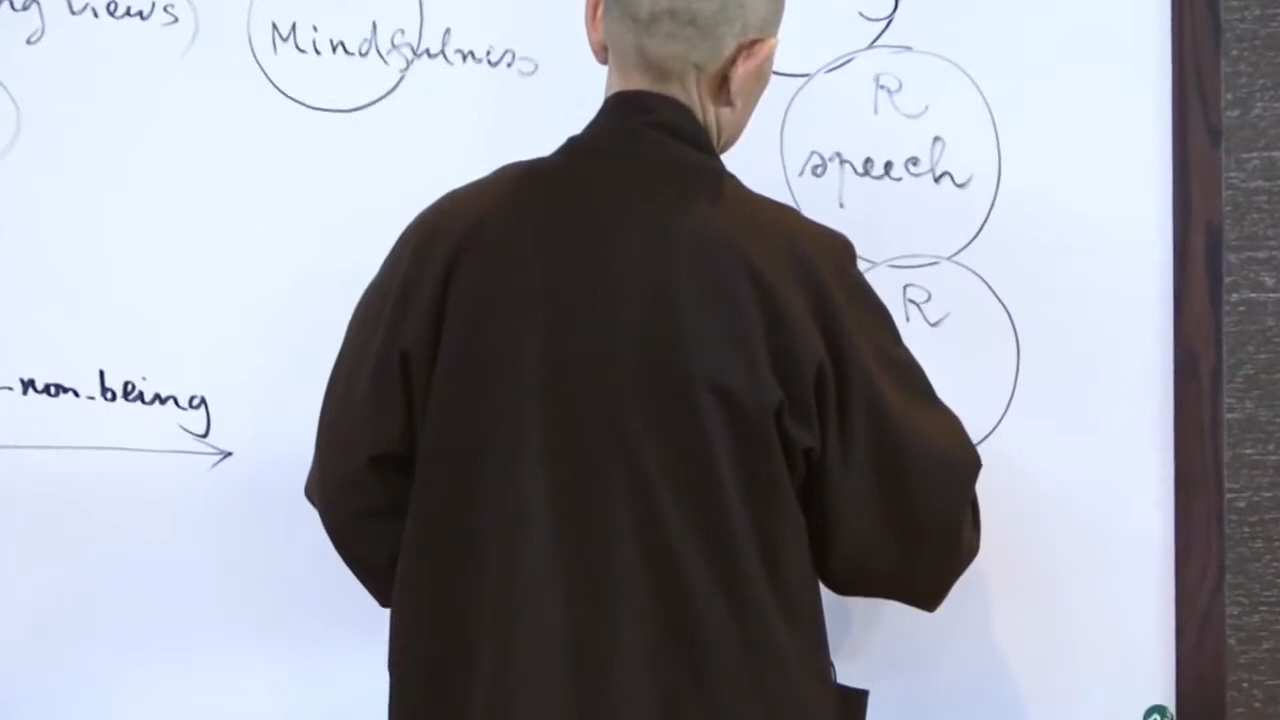 views)
Mindfulness
R
speech
R
non-being